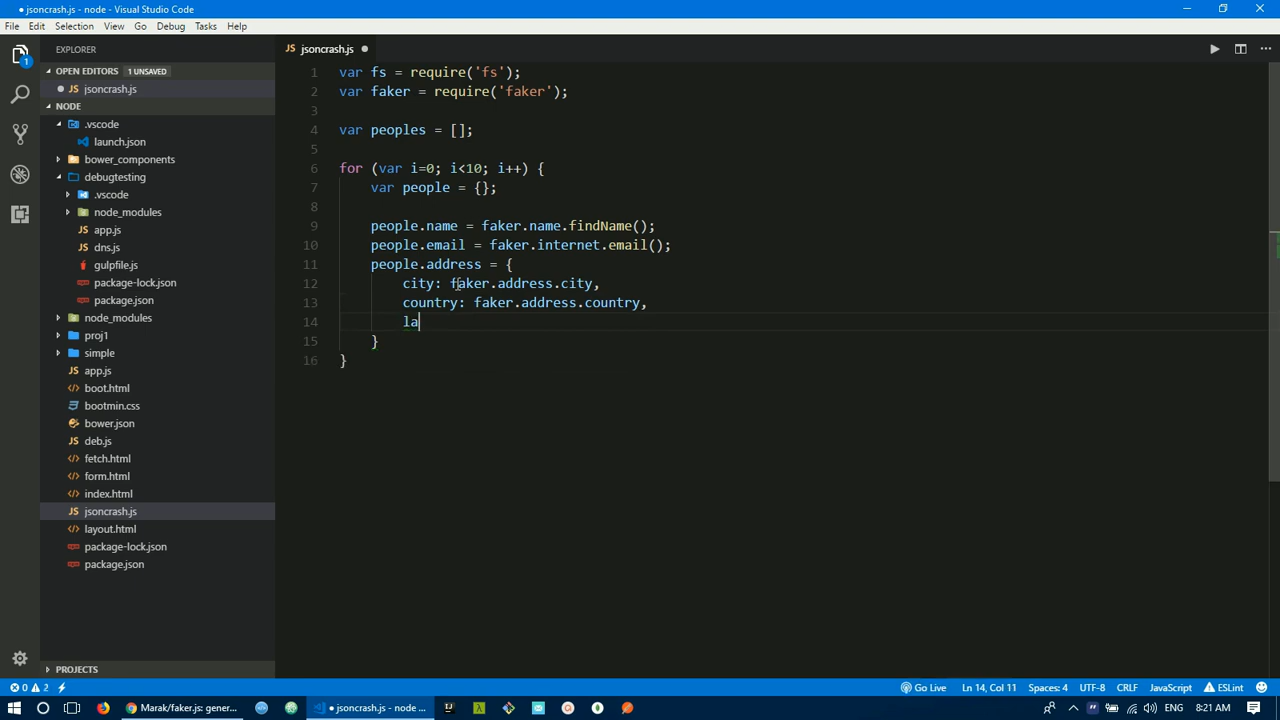 jsoncrash.js - node - Visual Studio Code
File Edit Selection View Go Debug Tasks Help
EXPLORER
OPEN EDITORS 1 UNSAVED
jsoncrash.js
NODE
.vscode
launch.json
bower_components
debugtesting
.vscode
node_modules
app.js
dns.js
gulpfile.js
package-lock.json
package.json
node_modules
proj1
simple
app.js
boot.html
bootmin.css
bower.json
deb.js
fetch.html
form.html
index.html
jsoncrash.js
layout.html
package-lock.json
package.json
PROJECTS
JS jsoncrash.js
1 var fs = require('fs');
2 var faker = require('faker');
3
4 var peoples = [];
5
6 for (var i=0; i<10; i++) {
7 var people = {};
8
9 people.name = faker.name.findName();
10 people.email = faker.internet.email();
11 people.address = {
12 city: faker.address.city,
13 country: faker.address.country,
14 la
15 }
16 }
0 2 Go Live Ln 14, Col 11 Spaces: 4 UTF-8 CRLF JavaScript ESLint
Marak/faker.js: gener... jsoncrash.js - node ... ENG 8:21 AM